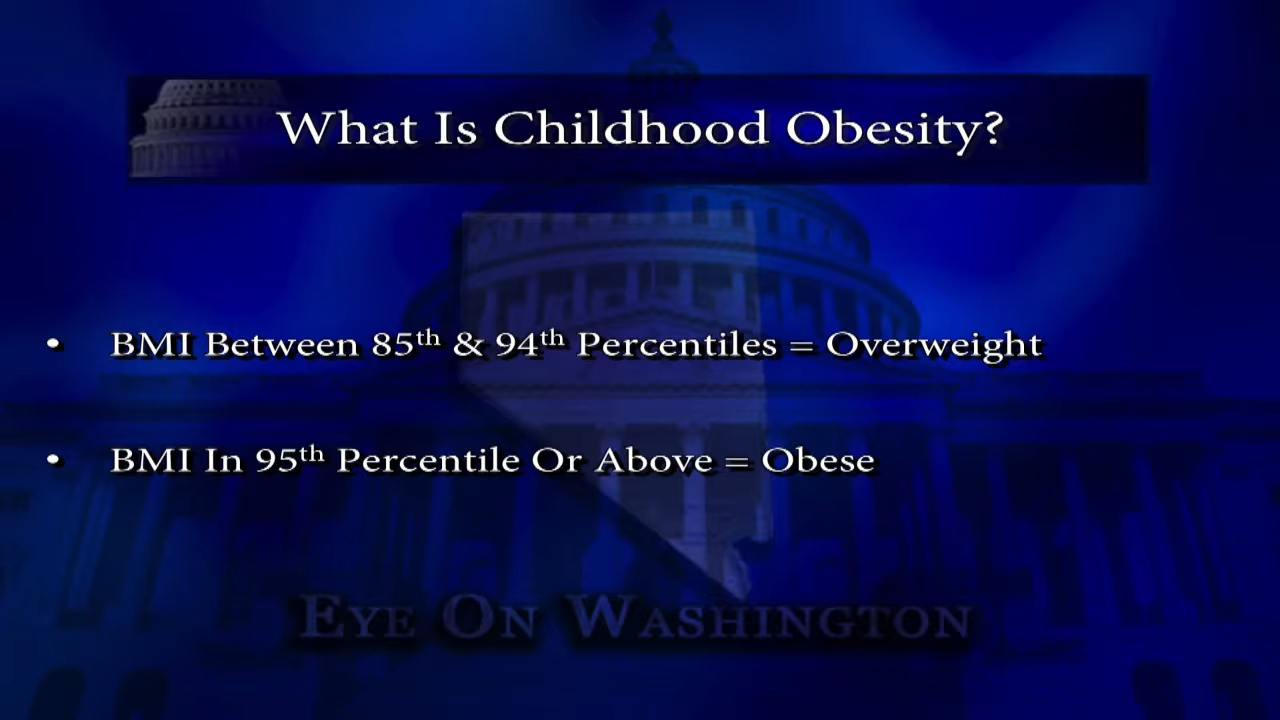 What Is Childhood Obesity?
• BMI Between 85th & 94th Percentiles = Overweight
• BMI In 95th Percentile Or Above = Obese
EYE ON WASHINGTON